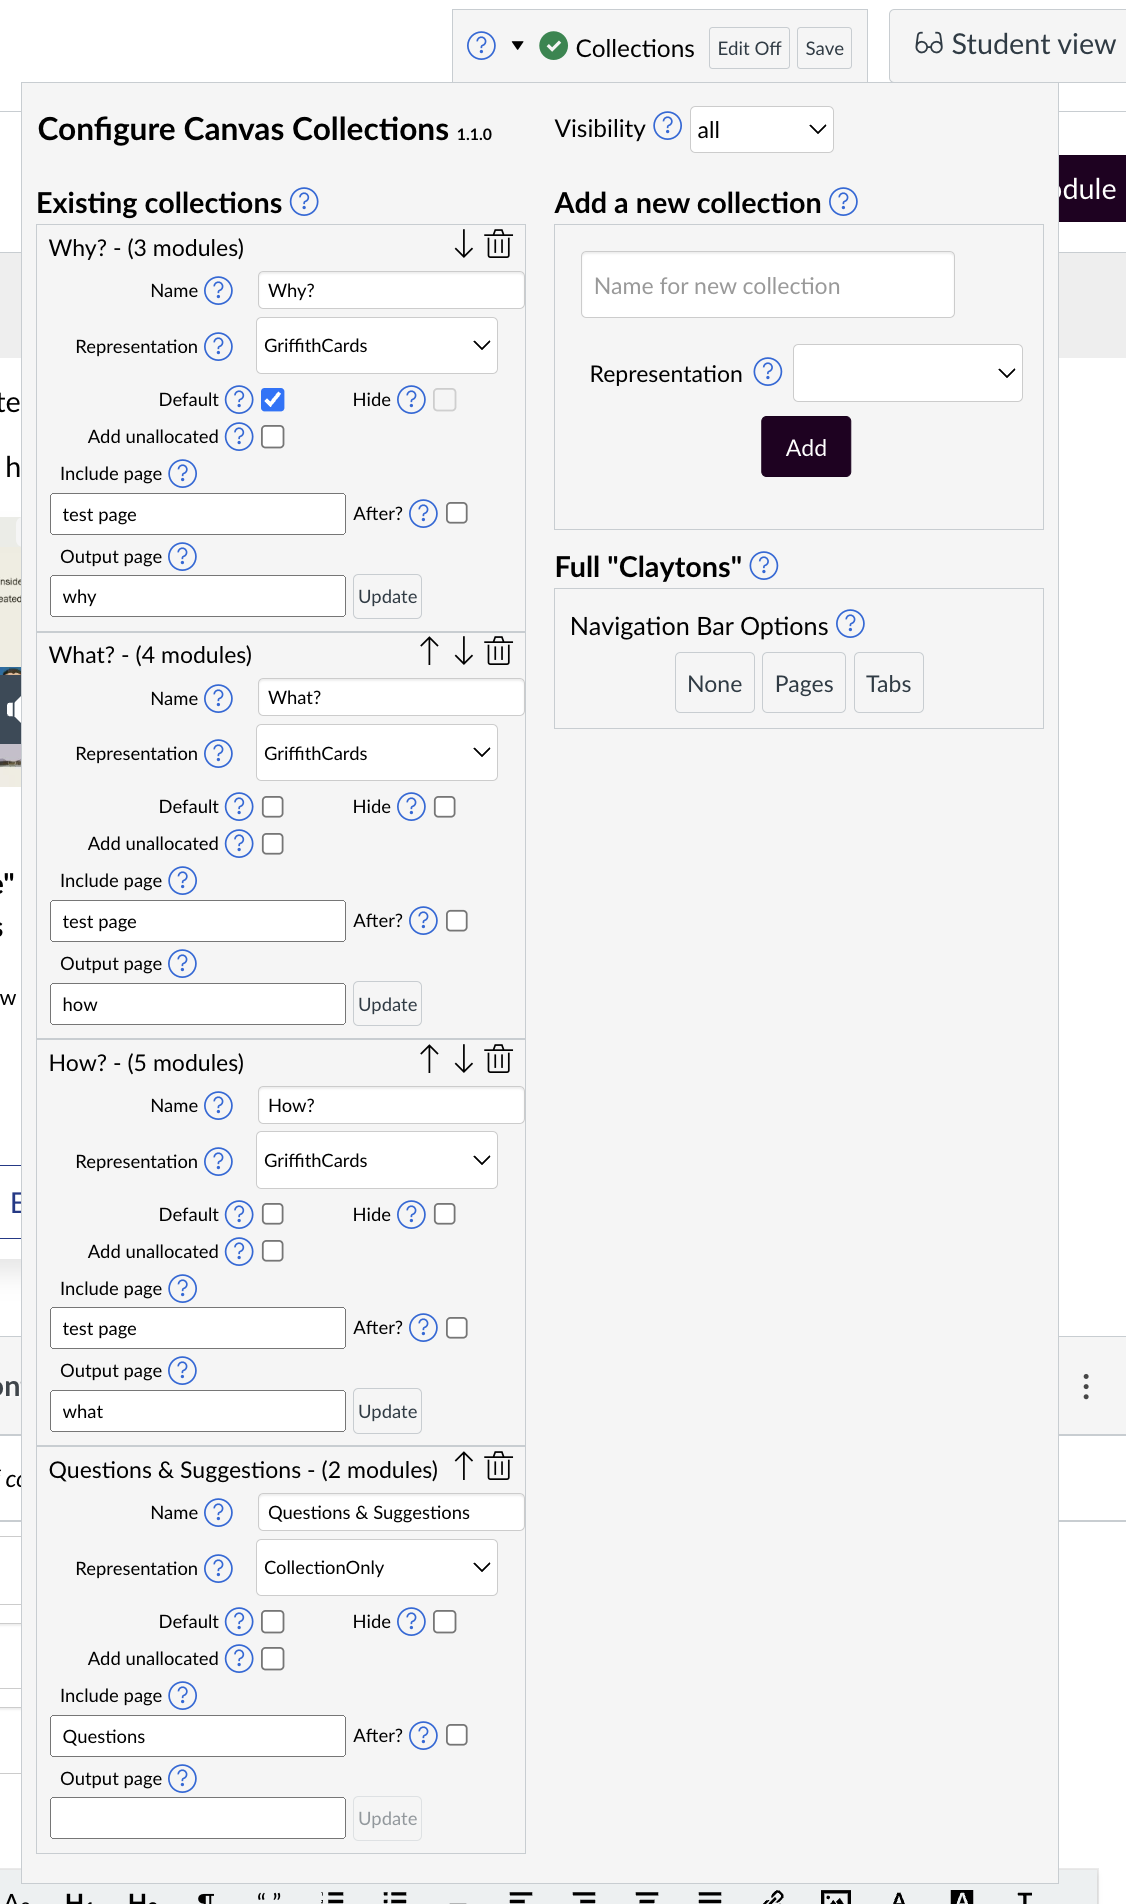 ? Collections Edit Off Save
Student view
Configure Canvas Collections 1.1.0
Visibility ? all
Existing collections ?
Why? - (3 modules)
Name ? Why?
Representation ? GriffithCards
Default ? Hide ?
Add unallocated ?
Include page ?
test page After? ?
Output page ?
why Update
What? - (4 modules)
Name ? What?
Representation ? GriffithCards
Default ? Hide ?
Add unallocated ?
Include page ?
test page After? ?
Output page ?
how Update
How? - (5 modules)
Name ? How?
Representation ? GriffithCards
Default ? Hide ?
Add unallocated ?
Include page ?
test page After? ?
Output page ?
what Update
Questions & Suggestions - (2 modules)
Name ? Questions & Suggestions
Representation ? CollectionOnly
Default ? Hide ?
Add unallocated ?
Include page ?
Questions After? ?
Output page ?
Update
Add a new collection ?
Name for new collection
Representation ?
Add
Full "Claytons" ?
Navigation Bar Options ?
None Pages Tabs
dule